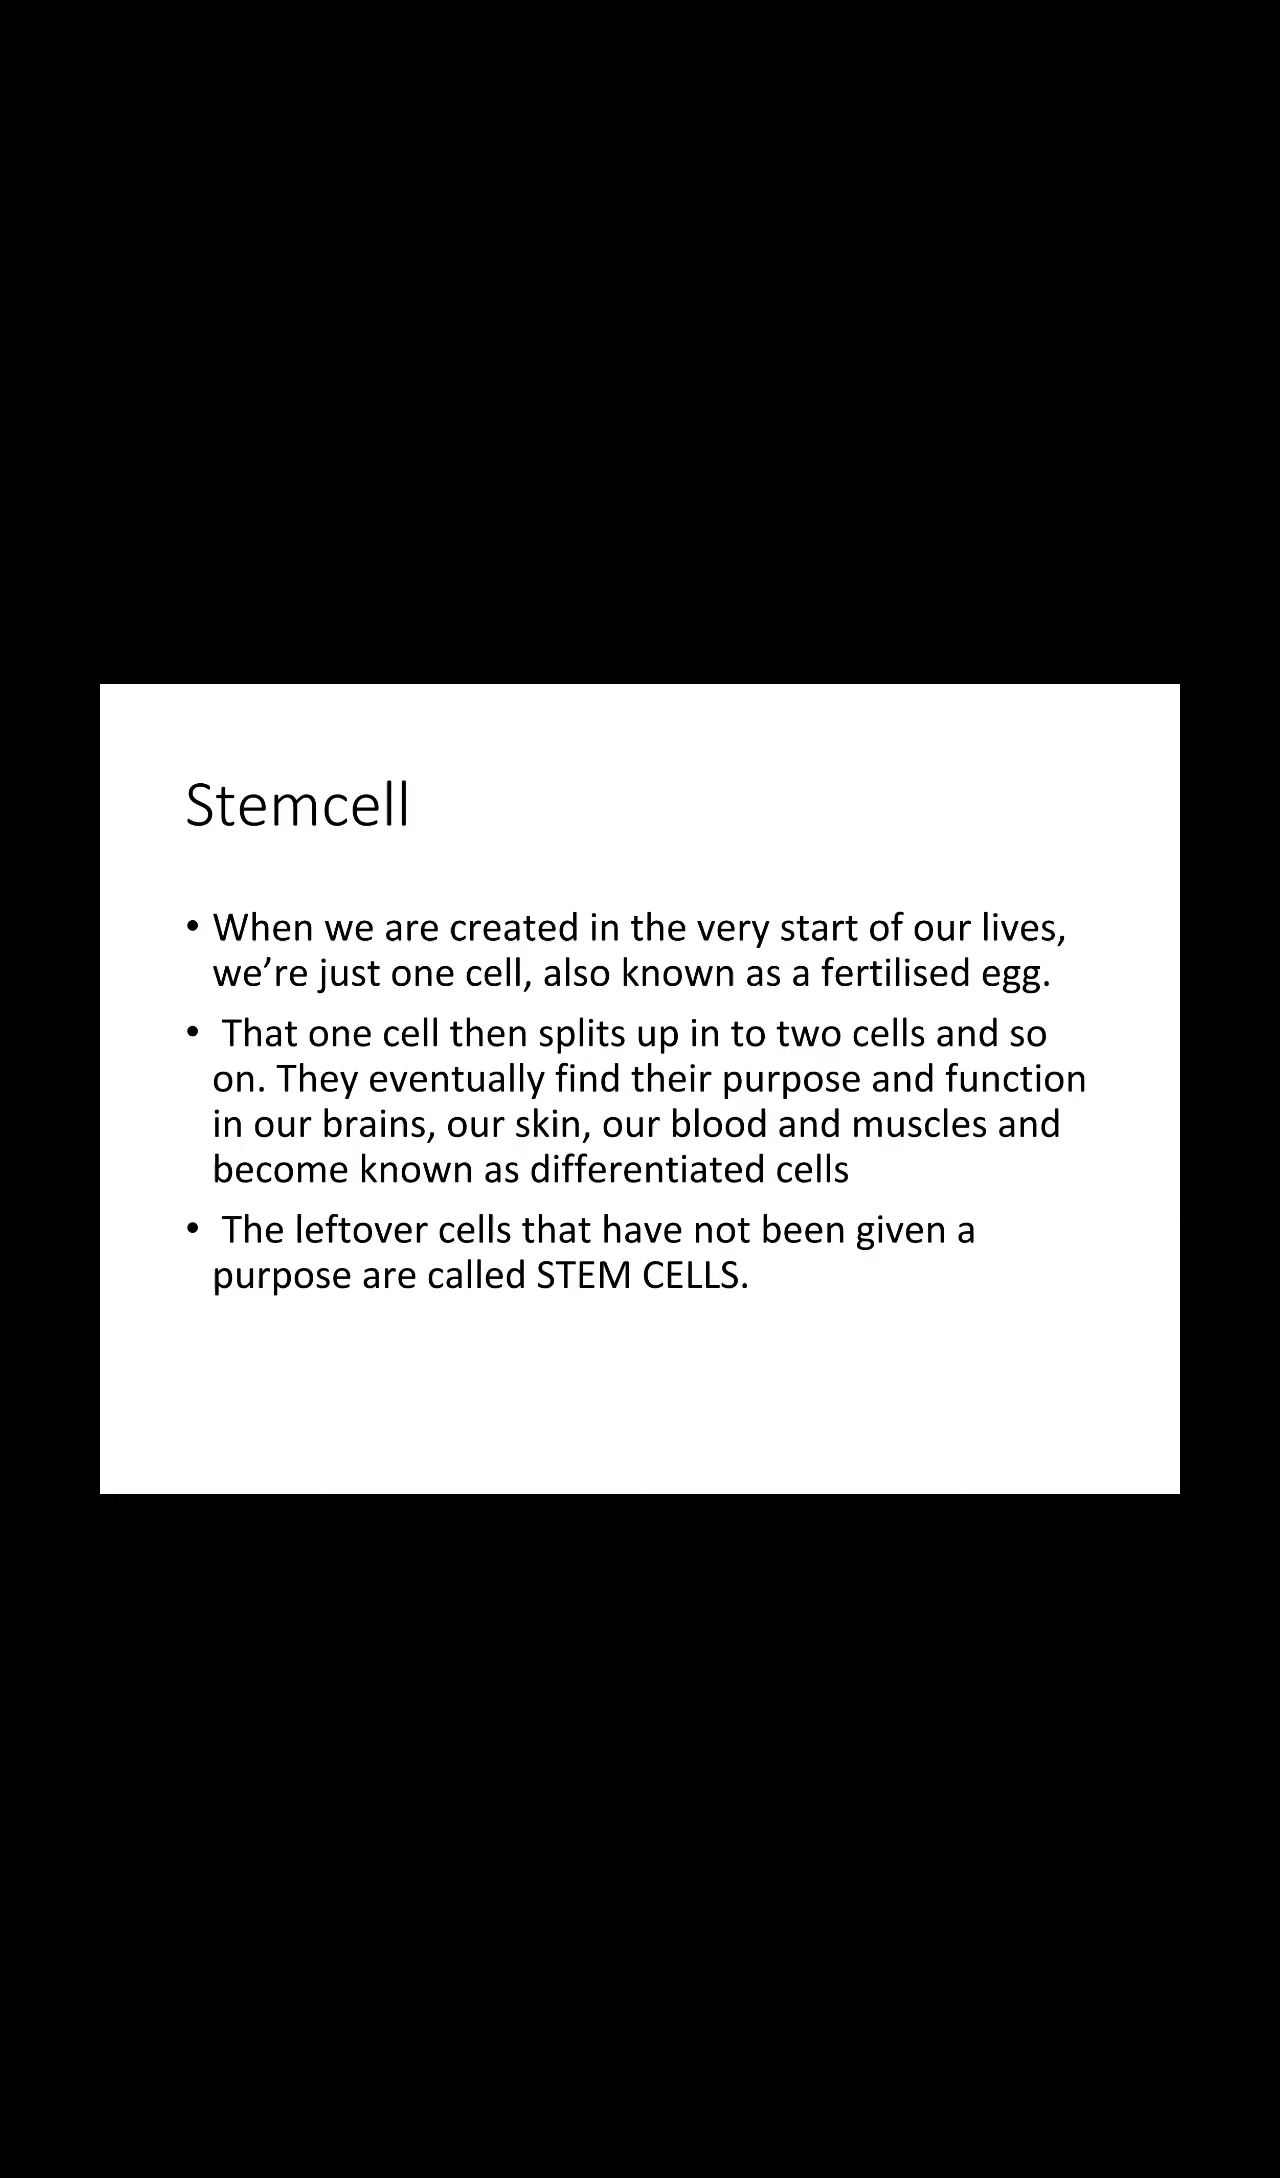 Stemcell
• When we are created in the very start of our lives,
we’re just one cell, also known as a fertilised egg.
• That one cell then splits up in to two cells and so
on. They eventually find their purpose and function
in our brains, our skin, our blood and muscles and
become known as differentiated cells
• The leftover cells that have not been given a
purpose are called STEM CELLS.